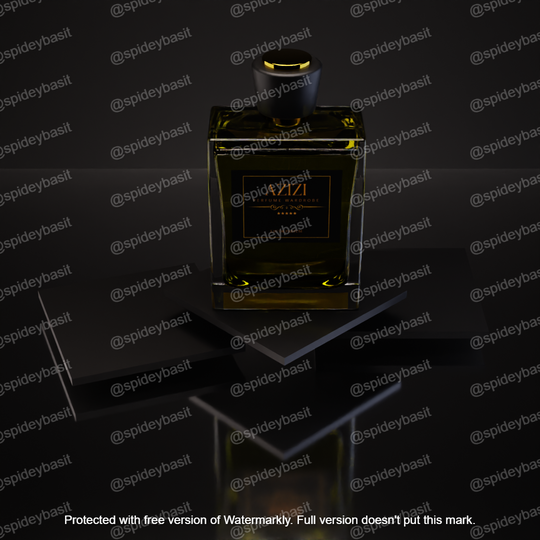 AZIZI
@spideybasit
Protected with free version of Watermarkly. Full version doesn't put this mark.